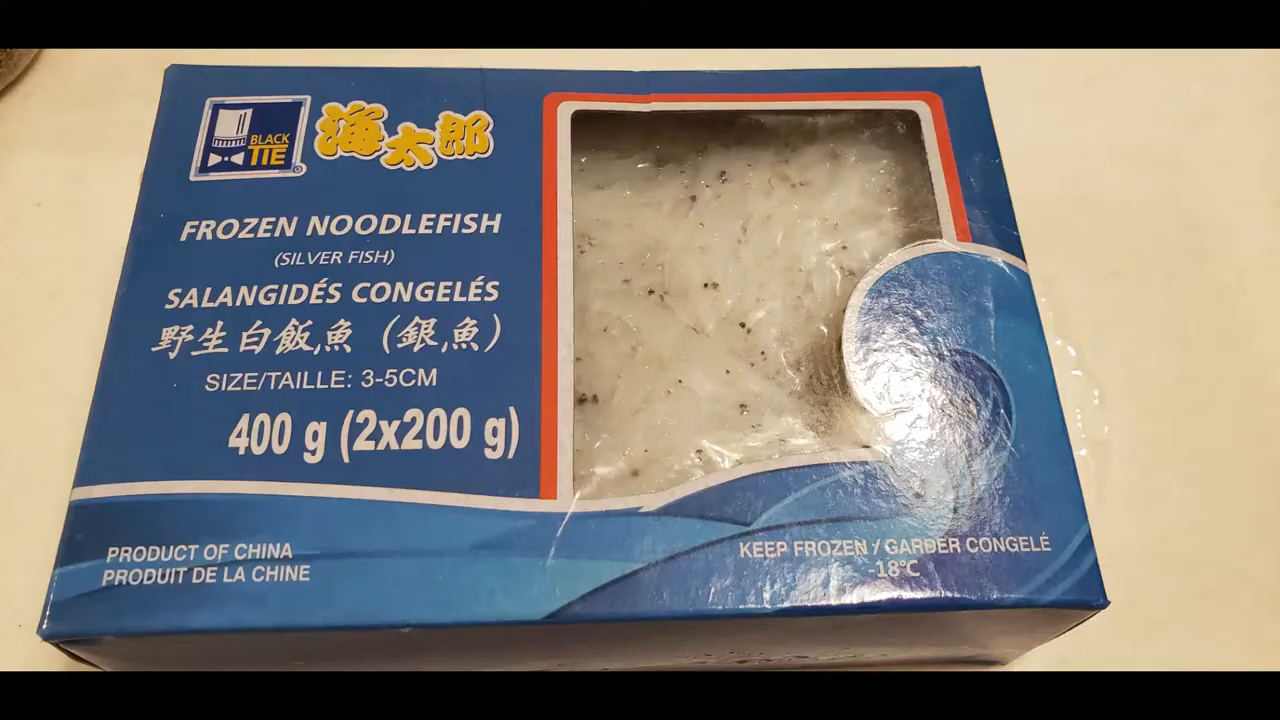 BLACK
TIE
海太郎
FROZEN NOODLEFISH
(SILVER FISH)
SALANGIDÉS CONGELÉS
野生白飯魚（銀魚）
SIZE/TAILLE: 3-5CM
400 g (2x200 g)
PRODUCT OF CHINA
PRODUIT DE LA CHINE
KEEP FROZEN / GARDER CONGELÉ
-18°C